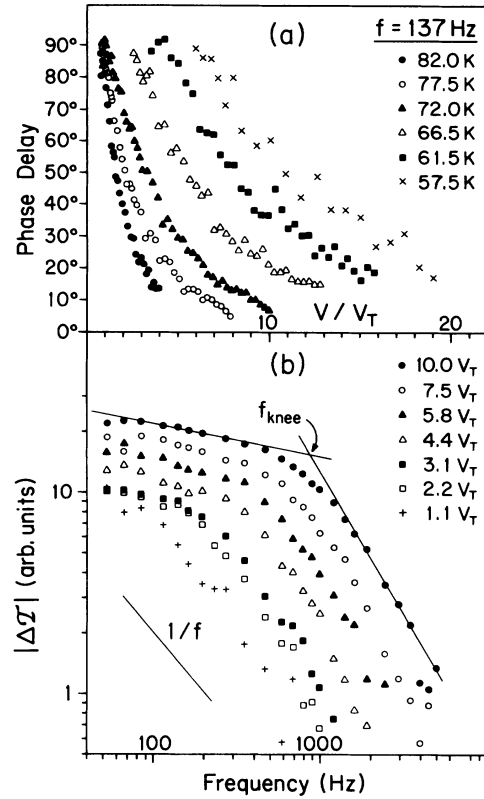 (a)
f = 137 Hz
● 82.0 K
○ 77.5 K
▲ 72.0 K
△ 66.5 K
■ 61.5 K
× 57.5 K
Phase Delay
90°
80°
70°
60°
50°
40°
30°
20°
10°
0°
10
V / V_T
20
(b)
f_knee
● 10.0 V_T
○ 7.5 V_T
▲ 5.8 V_T
△ 4.4 V_T
■ 3.1 V_T
□ 2.2 V_T
+ 1.1 V_T
|Δ𝓘| (arb. units)
10
1
1/f
100
1000
Frequency (Hz)